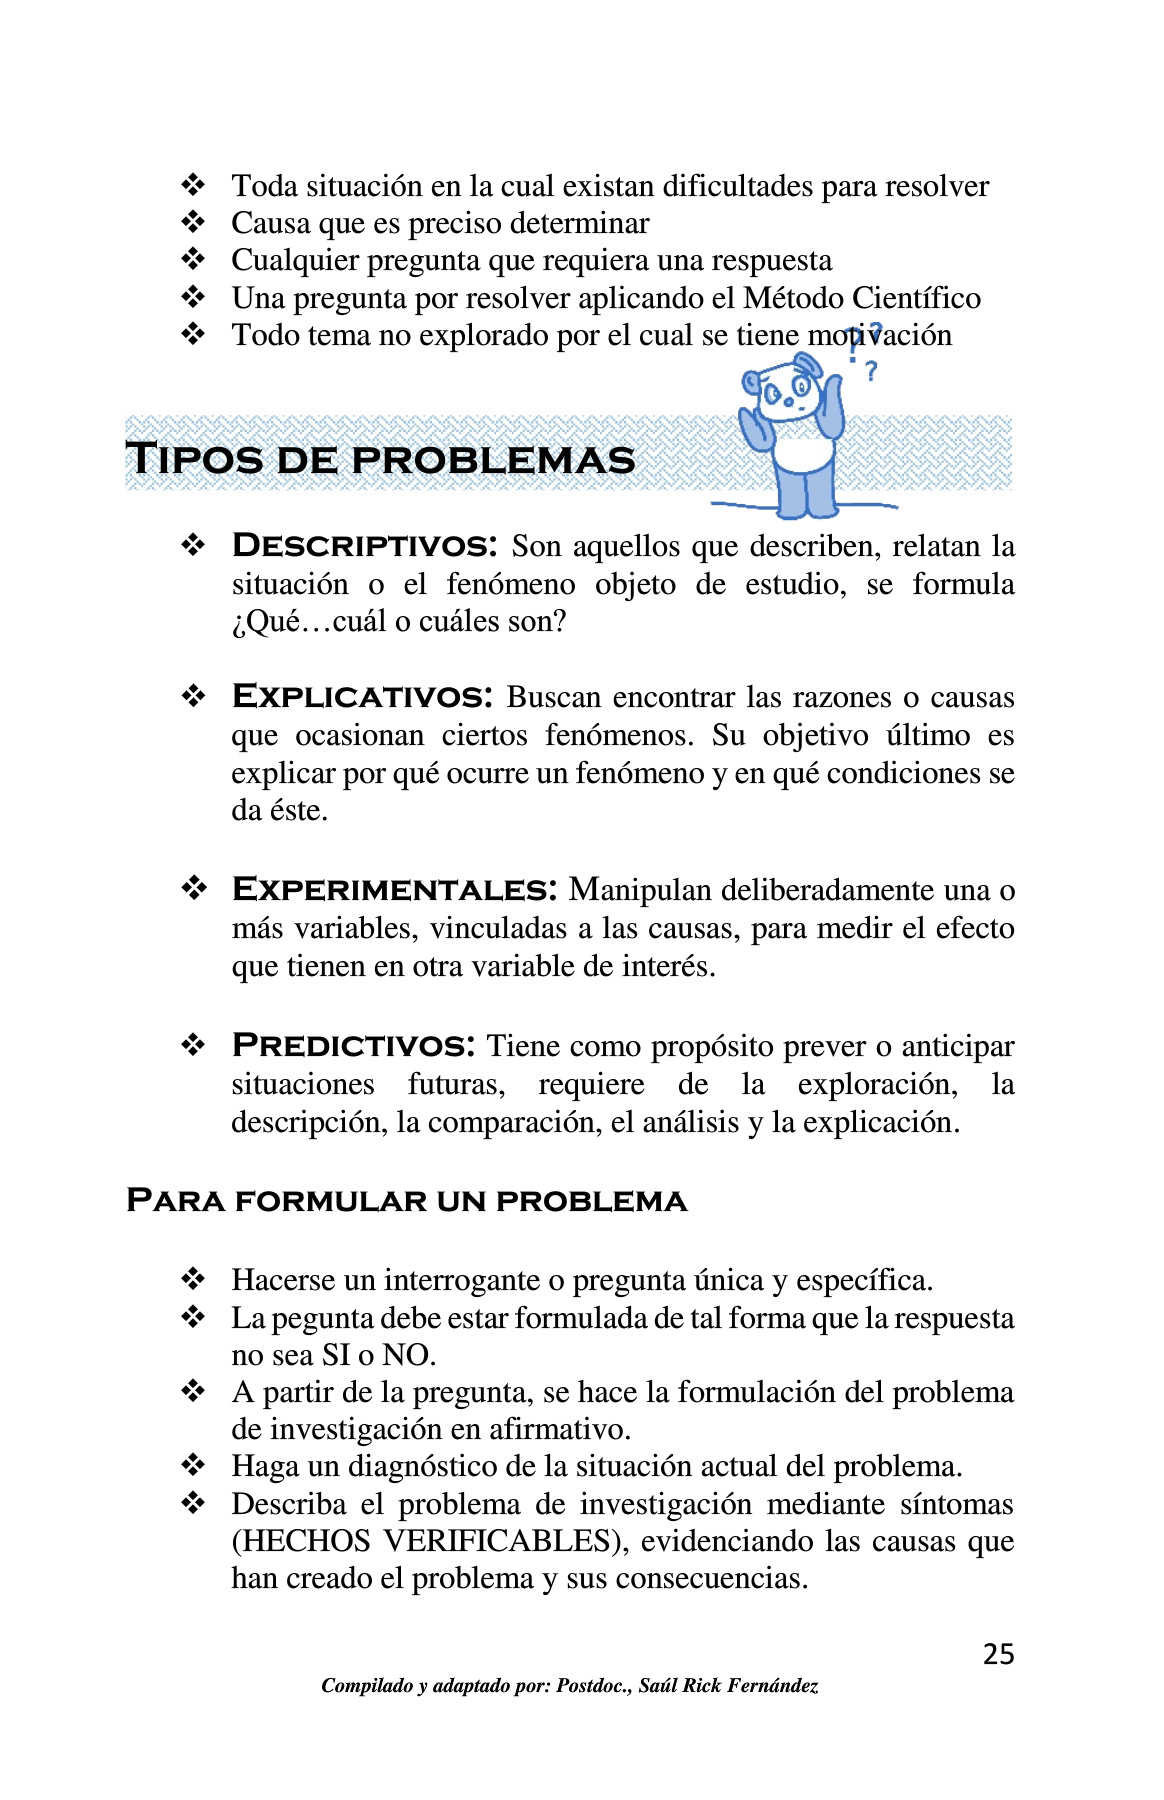 ❖ Toda situación en la cual existan dificultades para resolver
❖ Causa que es preciso determinar
❖ Cualquier pregunta que requiera una respuesta
❖ Una pregunta por resolver aplicando el Método Científico
❖ Todo tema no explorado por el cual se tiene motivación
? ?
?
TIPOS DE PROBLEMAS
❖ DESCRIPTIVOS: Son aquellos que describen, relatan la
situación o el fenómeno objeto de estudio, se formula
¿Qué…cuál o cuáles son?
❖ EXPLICATIVOS: Buscan encontrar las razones o causas
que ocasionan ciertos fenómenos. Su objetivo último es
explicar por qué ocurre un fenómeno y en qué condiciones se
da éste.
❖ EXPERIMENTALES: Manipulan deliberadamente una o
más variables, vinculadas a las causas, para medir el efecto
que tienen en otra variable de interés.
❖ PREDICTIVOS: Tiene como propósito prever o anticipar
situaciones futuras, requiere de la exploración, la
descripción, la comparación, el análisis y la explicación.
PARA FORMULAR UN PROBLEMA
❖ Hacerse un interrogante o pregunta única y específica.
❖ La pegunta debe estar formulada de tal forma que la respuesta
no sea SI o NO.
❖ A partir de la pregunta, se hace la formulación del problema
de investigación en afirmativo.
❖ Haga un diagnóstico de la situación actual del problema.
❖ Describa el problema de investigación mediante síntomas
(HECHOS VERIFICABLES), evidenciando las causas que
han creado el problema y sus consecuencias.
25
Compilado y adaptado por: Postdoc., Saúl Rick Fernández